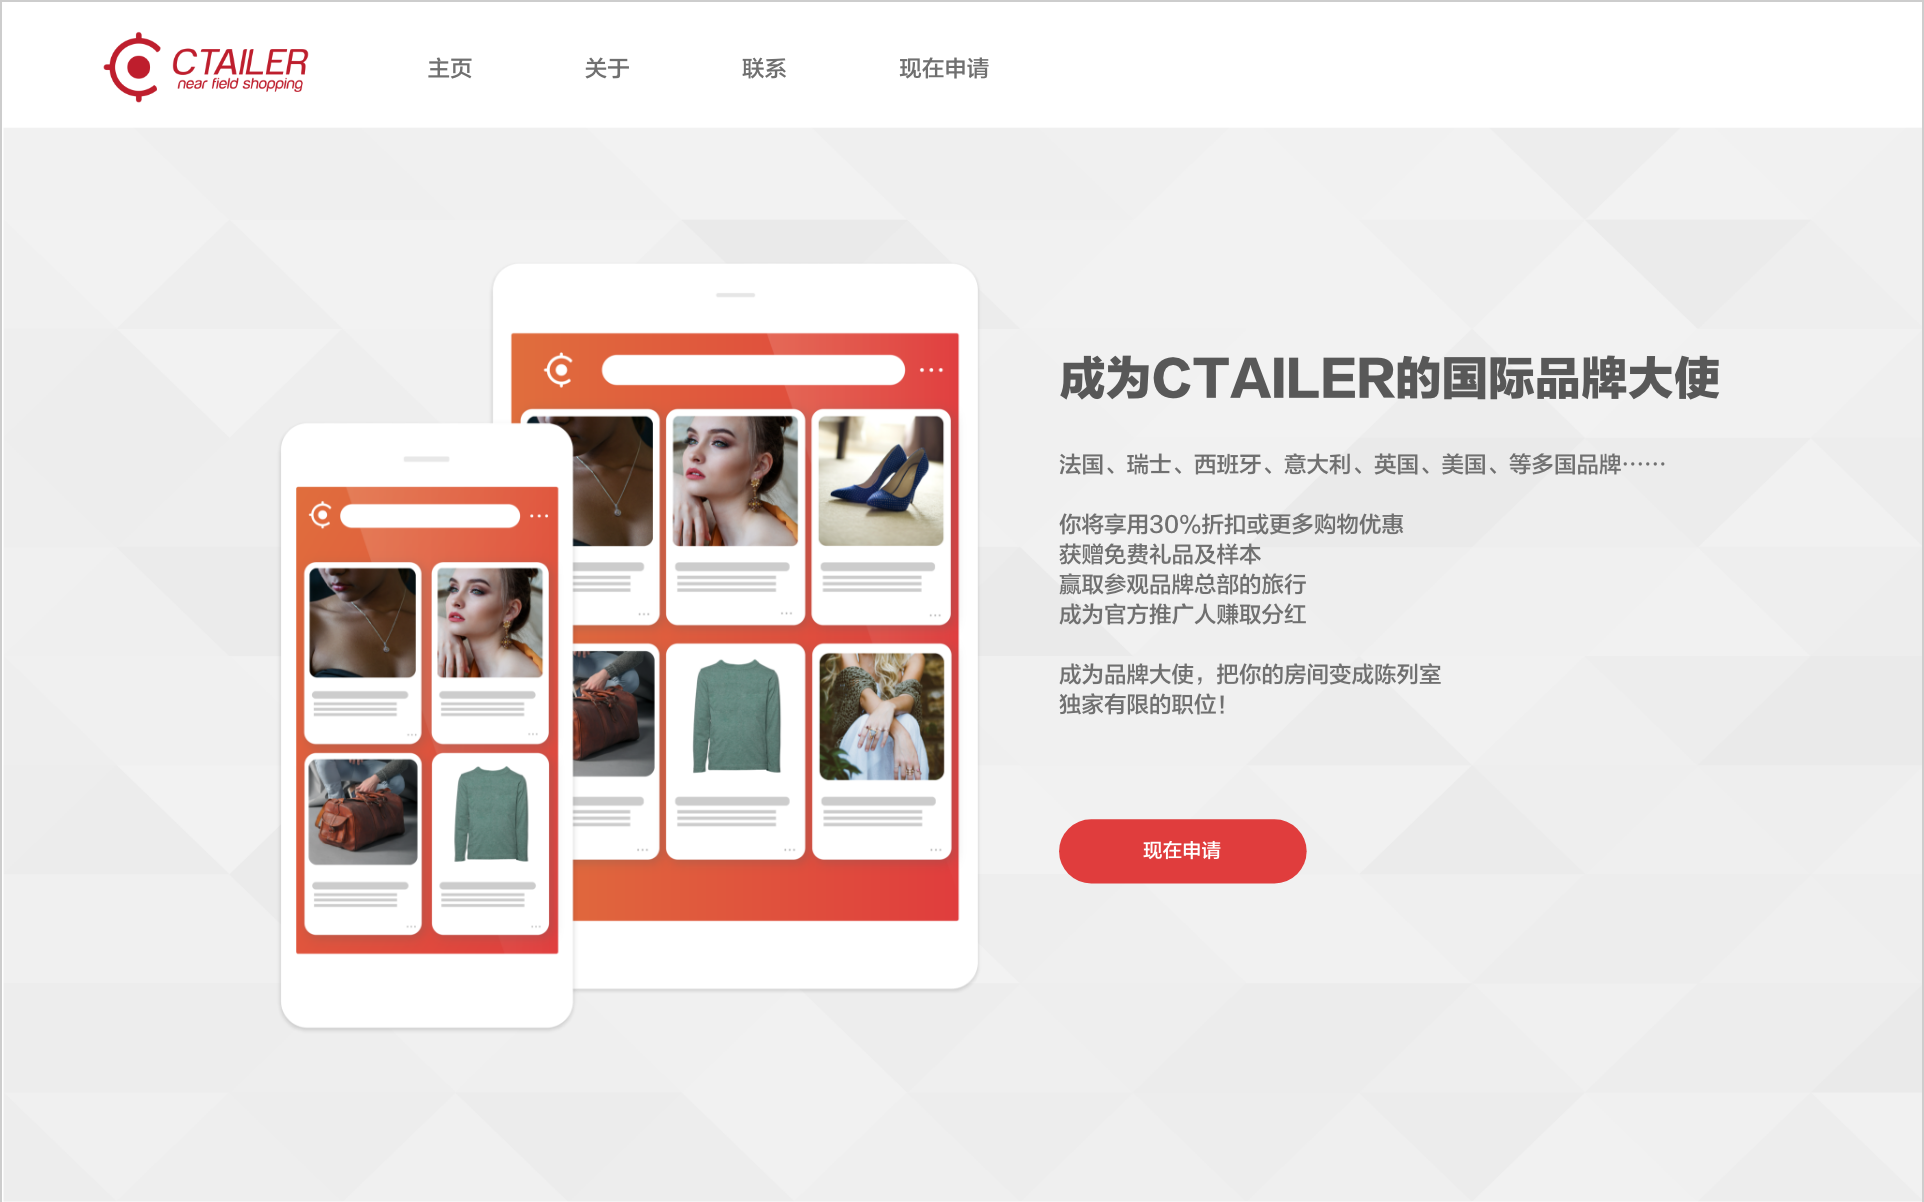 CTAILER
near field shopping
主页
关于
联系
现在申请
成为CTAILER的国际品牌大使
法国、瑞士、西班牙、意大利、英国、美国、等多国品牌……
你将享用30%折扣或更多购物优惠
获赠免费礼品及样本
赢取参观品牌总部的旅行
成为官方推广人赚取分红
成为品牌大使，把你的房间变成陈列室
独家有限的职位！
现在申请